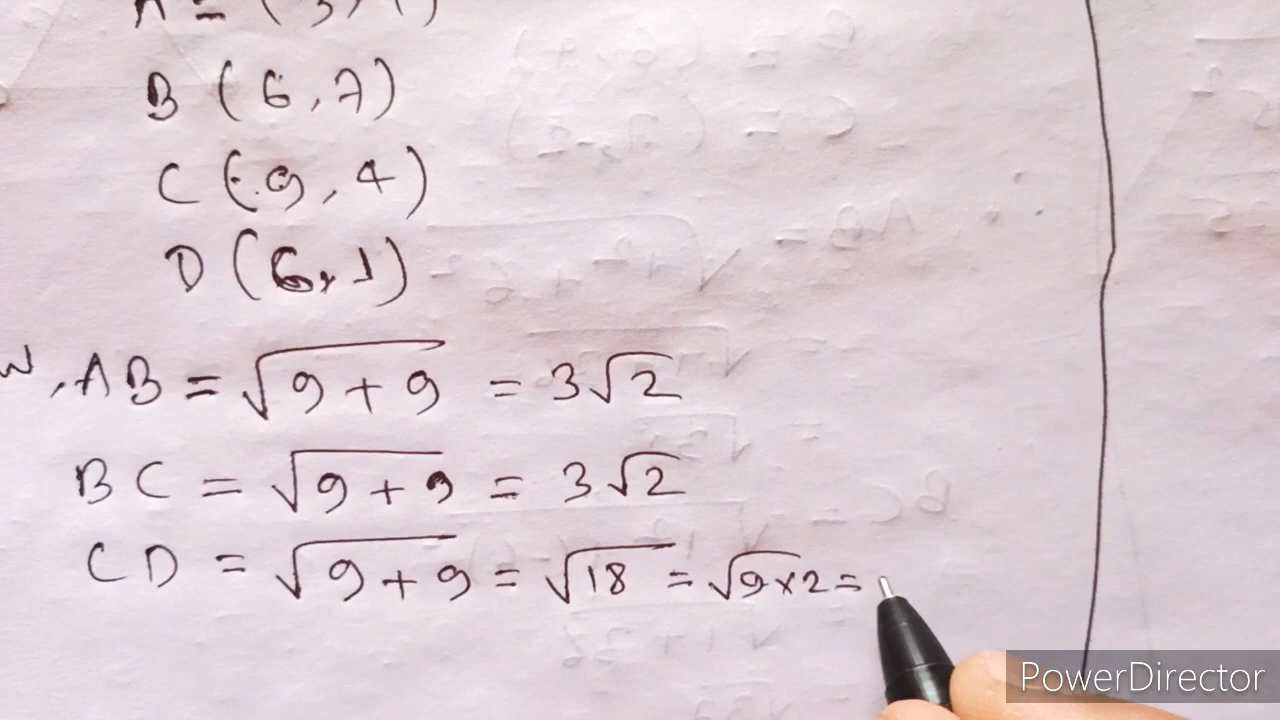 B (6,7)
C (9,4)
D (6,1)
,AB = √9+9 = 3√2
BC = √9+9 = 3√2
CD = √9+9 = √18 = √9×2 =
PowerDirector